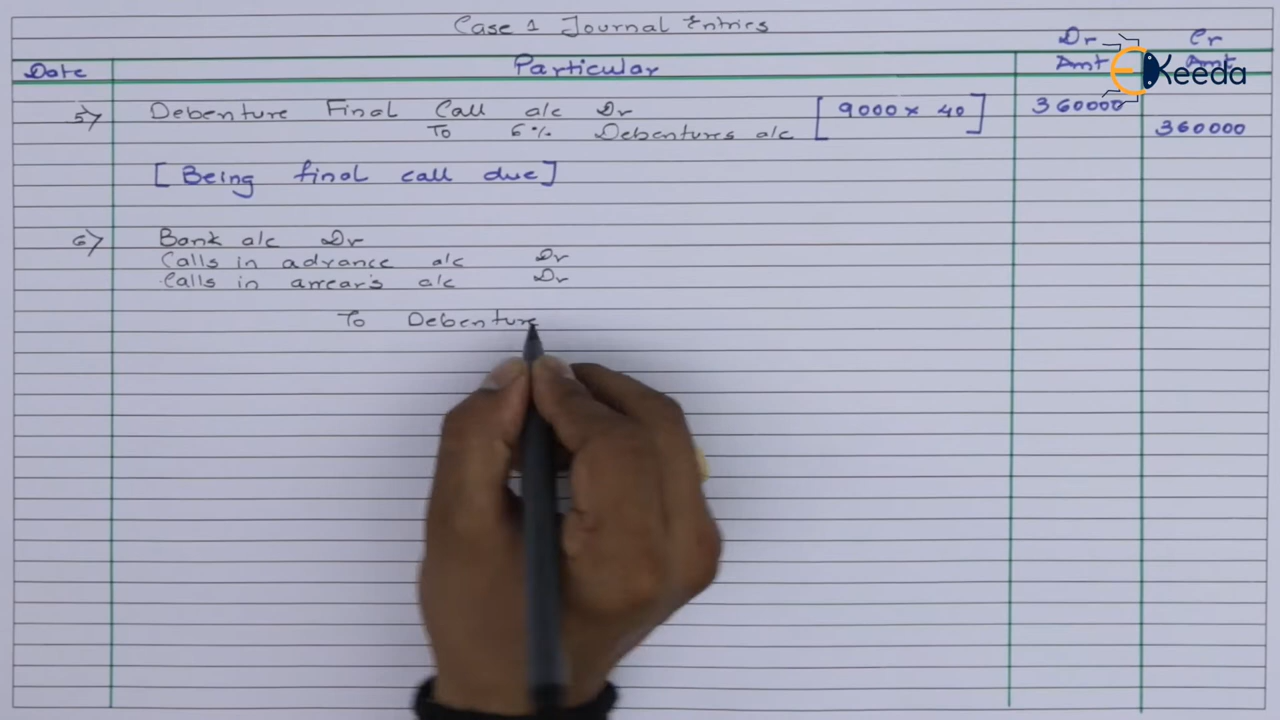 Case 1 Journal Entries
Dr Cr
Date Particular Amt Amt
EKeeda
5) Debenture Final Call a/c Dr [9000 x 40] 360000
To 6% Debentures a/c 360000
[Being final call due]
6) Bank a/c Dr
Calls in advance a/c Dr
Calls in arrear's a/c Dr
To Debenture